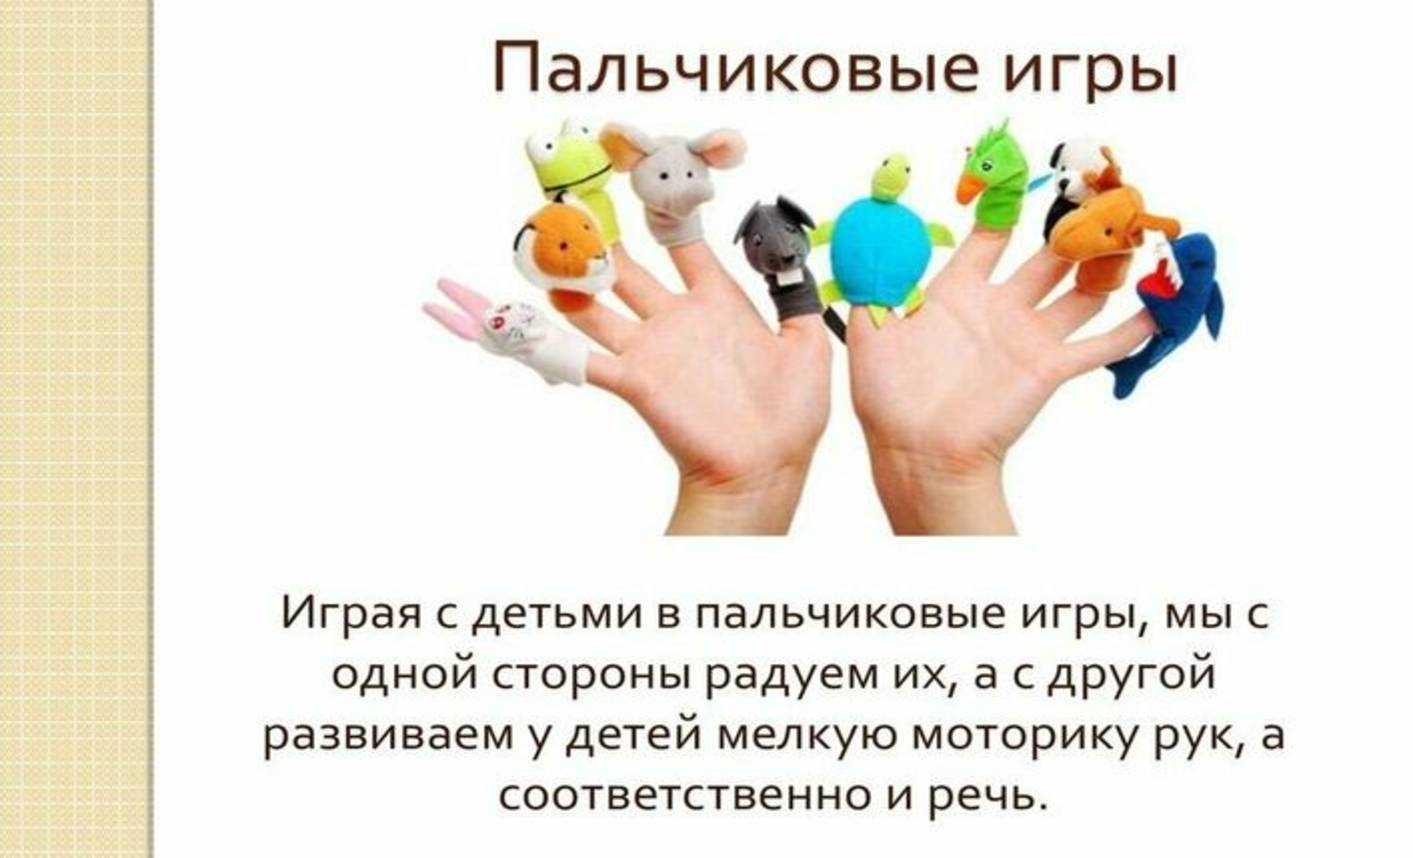 Пальчиковые игры
Играя с детьми в пальчиковые игры, мы с
одной стороны радуем их, а с другой
развиваем у детей мелкую моторику рук, а
соответственно и речь.